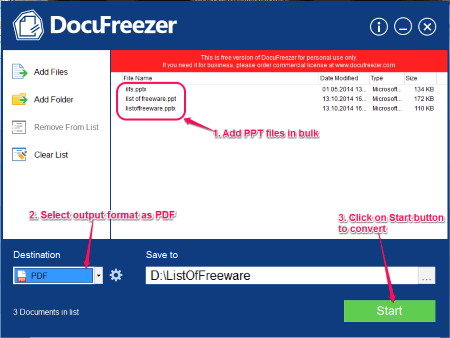 DocuFreezer
This is free version of DocuFreezer for personal use only.
If you need it for business, please order commercial license at www.docufreezer.com
Add Files
Add Folder
Remove From List
Clear List
File Name Date Modified Type Size
iifs.pptx 01.05.2014 13... Microsoft... 134 KB
list of freeware.ppt 13.10.2014 16... Microsoft... 172 KB
listoffreeware.pptx 13.10.2014 16... Microsoft... 110 KB
1. Add PPT files in bulk
2. Select output format as PDF
3. Click on Start button
to convert
Destination
Save to
PDF
D:\ListOfFreeware
...
3 Documents in list
Start